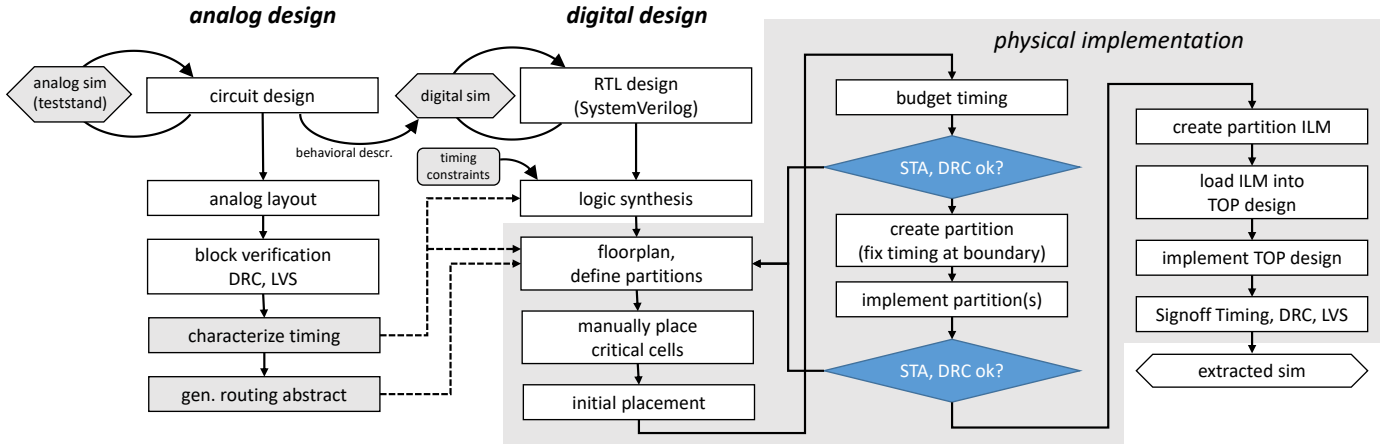 analog design
analog sim
(teststand)
circuit design
behavioral descr.
analog layout
block verification
DRC, LVS
characterize timing
gen. routing abstract
digital design
digital sim
RTL design
(SystemVerilog)
timing
constraints
logic synthesis
floorplan,
define partitions
manually place
critical cells
initial placement
physical implementation
budget timing
STA, DRC ok?
create partition
(fix timing at boundary)
implement partition(s)
STA, DRC ok?
create partition ILM
load ILM into
TOP design
implement TOP design
Signoff Timing, DRC, LVS
extracted sim